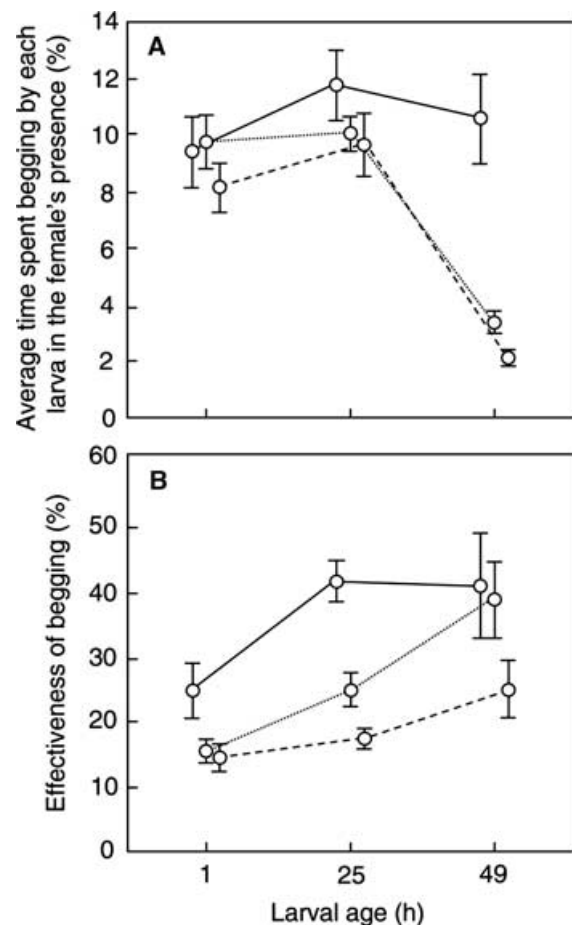 A
Average time spent begging by each
larva in the female's presence (%)
14
12
10
8
6
4
2
0
B
Effectiveness of begging (%)
60
50
40
30
20
10
0
1 25 49
Larval age (h)